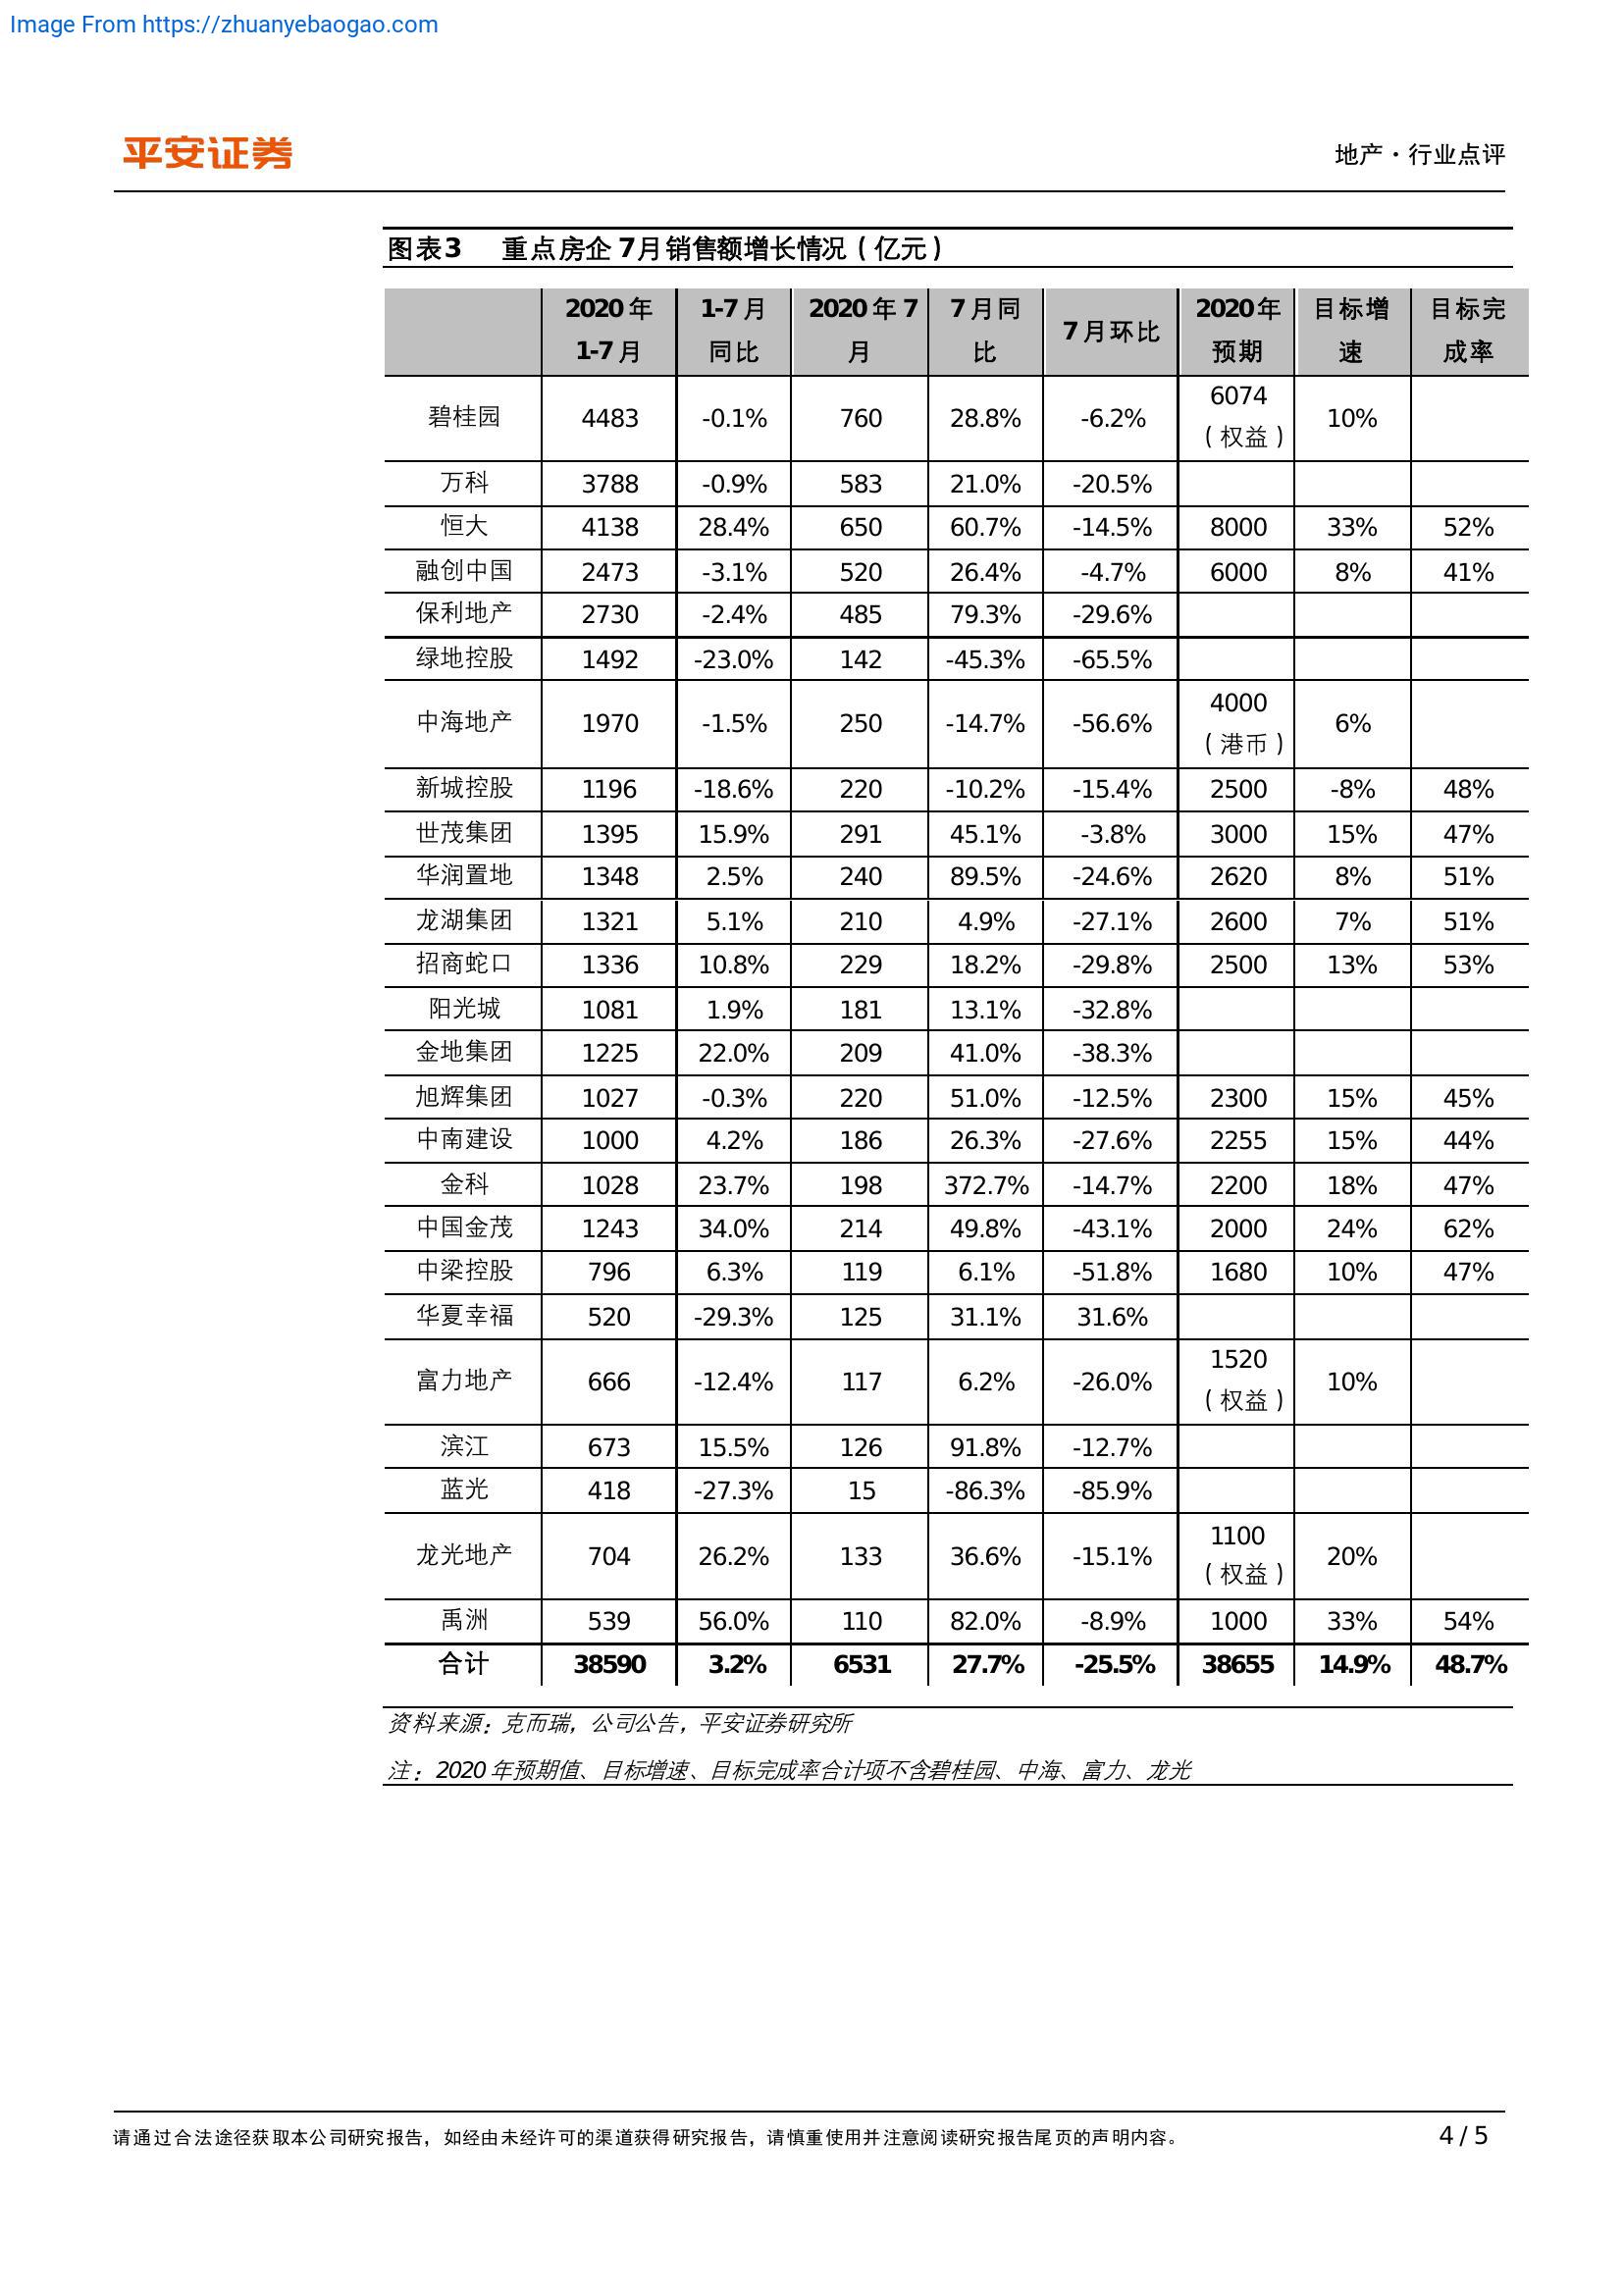 Image From https://zhuanyebaogao.com
平安证券
地产·行业点评
图表3 重点房企7月销售额增长情况（亿元）
2020年1-7月 1-7月同比 2020年7月 7月同比 7月环比 2020年预期 目标增速 目标完成率
碧桂园 4483 -0.1% 760 28.8% -6.2% 6074（权益） 10%
万科 3788 -0.9% 583 21.0% -20.5%
恒大 4138 28.4% 650 60.7% -14.5% 8000 33% 52%
融创中国 2473 -3.1% 520 26.4% -4.7% 6000 8% 41%
保利地产 2730 -2.4% 485 79.3% -29.6%
绿地控股 1492 -23.0% 142 -45.3% -65.5%
中海地产 1970 -1.5% 250 -14.7% -56.6% 4000（港币） 6%
新城控股 1196 -18.6% 220 -10.2% -15.4% 2500 -8% 48%
世茂集团 1395 15.9% 291 45.1% -3.8% 3000 15% 47%
华润置地 1348 2.5% 240 89.5% -24.6% 2620 8% 51%
龙湖集团 1321 5.1% 210 4.9% -27.1% 2600 7% 51%
招商蛇口 1336 10.8% 229 18.2% -29.8% 2500 13% 53%
阳光城 1081 1.9% 181 13.1% -32.8%
金地集团 1225 22.0% 209 41.0% -38.3%
旭辉集团 1027 -0.3% 220 51.0% -12.5% 2300 15% 45%
中南建设 1000 4.2% 186 26.3% -27.6% 2255 15% 44%
金科 1028 23.7% 198 372.7% -14.7% 2200 18% 47%
中国金茂 1243 34.0% 214 49.8% -43.1% 2000 24% 62%
中梁控股 796 6.3% 119 6.1% -51.8% 1680 10% 47%
华夏幸福 520 -29.3% 125 31.1% 31.6%
富力地产 666 -12.4% 117 6.2% -26.0% 1520（权益） 10%
滨江 673 15.5% 126 91.8% -12.7%
蓝光 418 -27.3% 15 -86.3% -85.9%
龙光地产 704 26.2% 133 36.6% -15.1% 1100（权益） 20%
禹洲 539 56.0% 110 82.0% -8.9% 1000 33% 54%
合计 38590 3.2% 6531 27.7% -25.5% 38655 14.9% 48.7%
资料来源：克而瑞，公司公告，平安证券研究所
注：2020年预期值、目标增速、目标完成率合计项不含碧桂园、中海、富力、龙光
请通过合法途径获取本公司研究报告，如经由未经许可的渠道获得研究报告，请慎重使用并注意阅读研究报告尾页的声明内容。
4 / 5